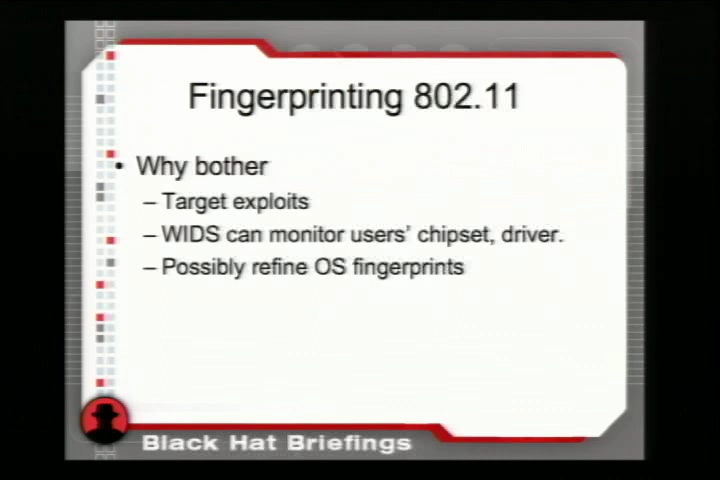 Fingerprinting 802.11
• Why bother
– Target exploits
– WIDS can monitor users’ chipset, driver.
– Possibly refine OS fingerprints
Black Hat Briefings